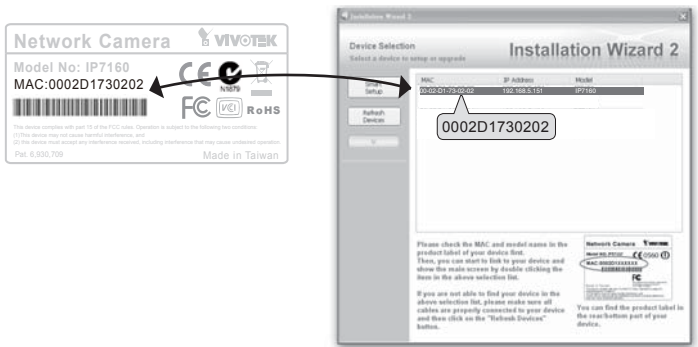 Network Camera
VIVOTEK
Model No: IP7160
MAC:0002D1730202
N1679
FC VCI RoHS
This device complies with part 15 of the FCC rules. Operation is subject to the following two conditions:
(1)This device may not cause harmful interference, and
(2) this device must accept any interference received, including interference that may cause undesired operation
Pat. 6,930,709
Made in Taiwan
Installation Wizard 2
Device Selection
Select a device to setup or upgrade
Installation Wizard 2
Smart
Setup
Refresh
Devices
MAC IP Address Model
00-02-D1-73-02-02 192.168.5.151 IP7160
0002D1730202
Please check the MAC and model name in the
product label of your device first.
Then, you can start to link to your device and
show the main screen by double clicking the
item in the above selection list.
If you are not able to find your device in the
above selection list, please make sure all
cables are properly connected to your device
and then click on the "Refresh Devices"
button.
Network Camera
0560
You can find the product label in
the rear/bottom part of your
device.